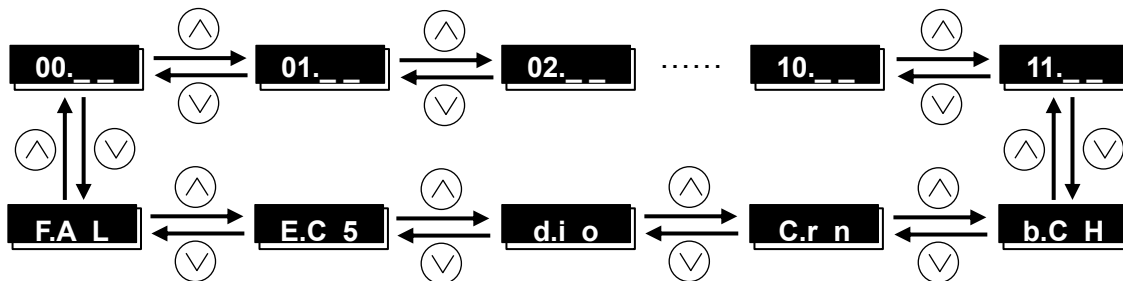 00._ _ 01._ _ 02._ _ ...... 10._ _ 11._ _
F.A L E.C 5 d.i o C.r n b.C H